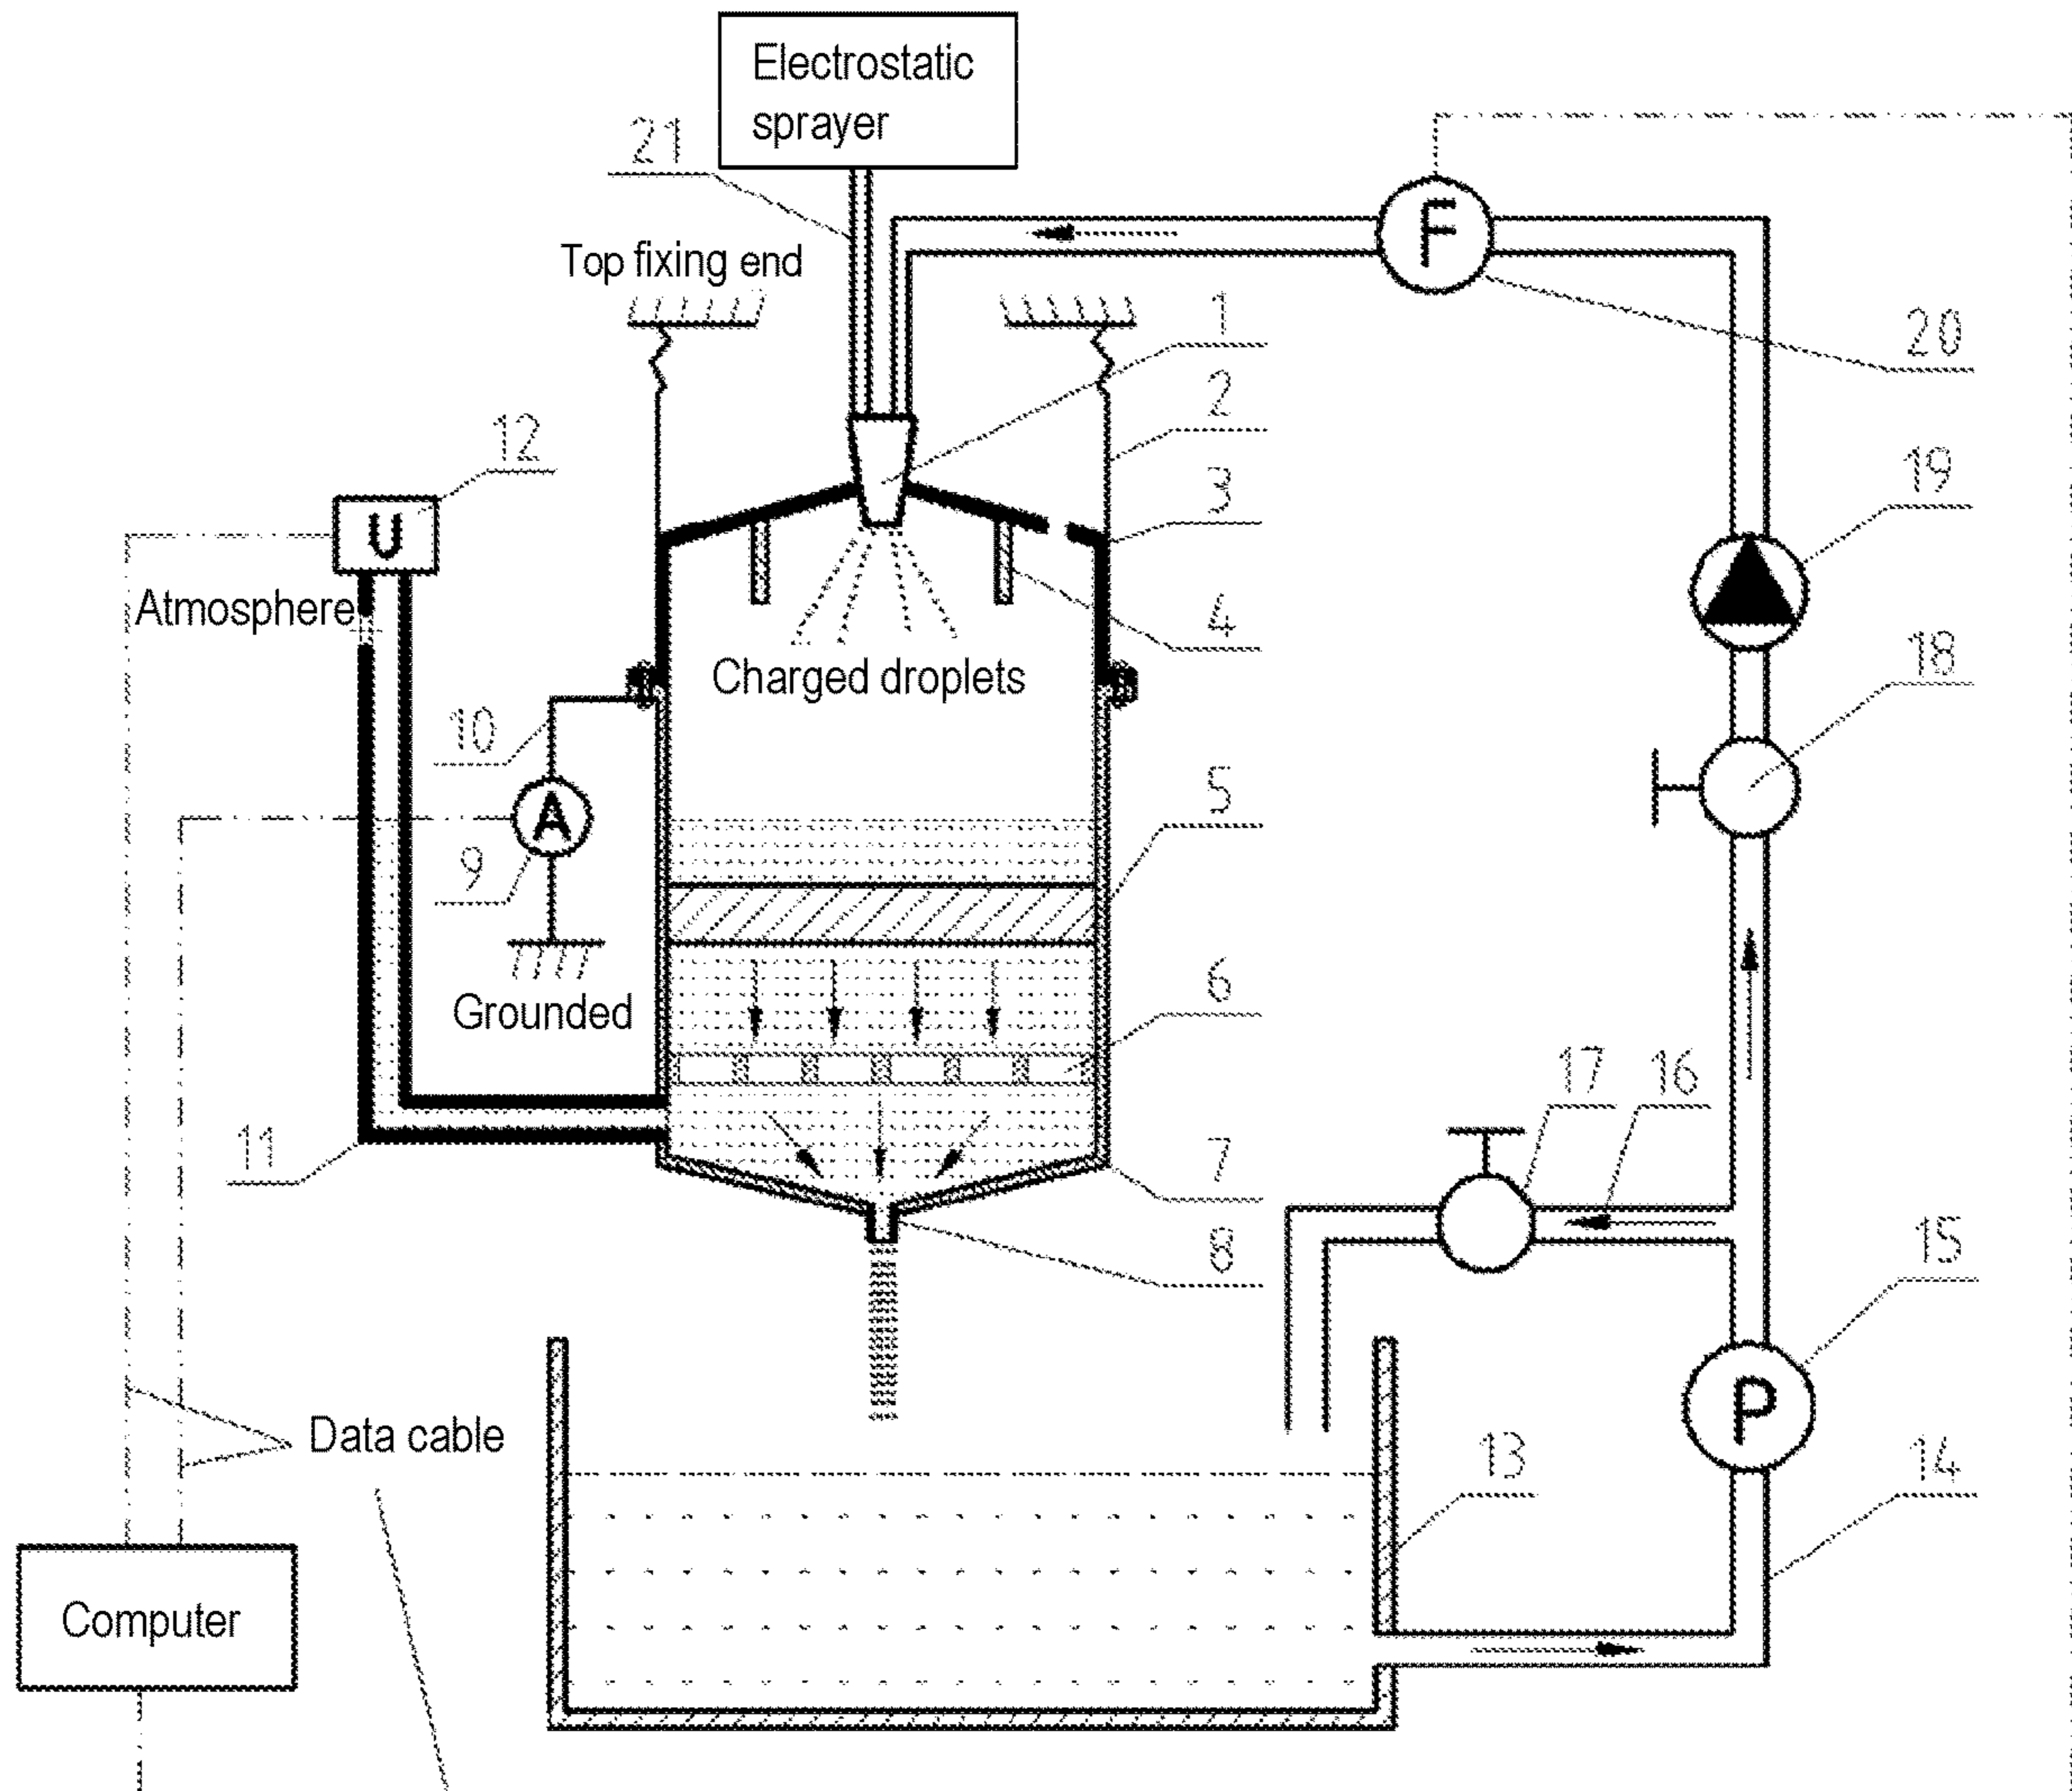 Electrostatic
sprayer
21
F
Top fixing end
1
20
2
12
19
3
U
Atmosphere
4
18
Charged droplets
10
5
A
9
6
Grounded
17
16
11
7
8
15
P
Data cable
13
14
Computer